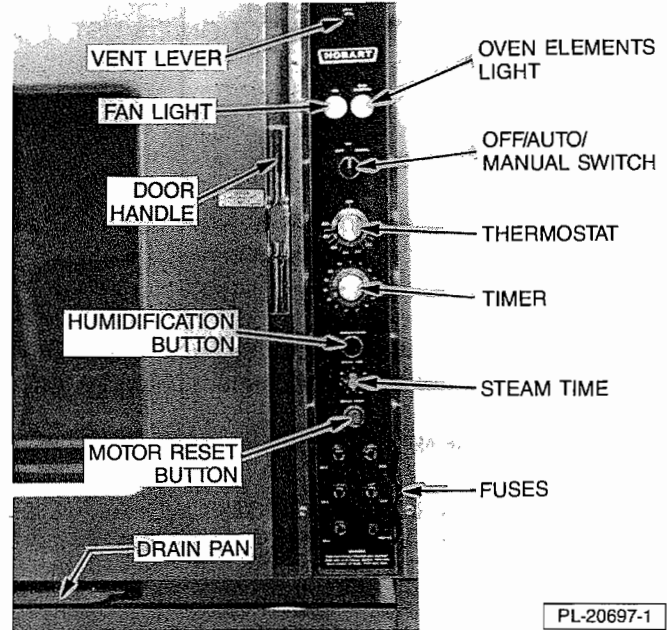 VENT LEVER
HOBART
OVEN ELEMENTS
LIGHT
FAN LIGHT
OFF/AUTO/
MANUAL SWITCH
DOOR
HANDLE
THERMOSTAT
TIMER
HUMIDIFICATION
BUTTON
STEAM TIME
MOTOR RESET
BUTTON
FUSES
DRAIN PAN
PL-20697-1